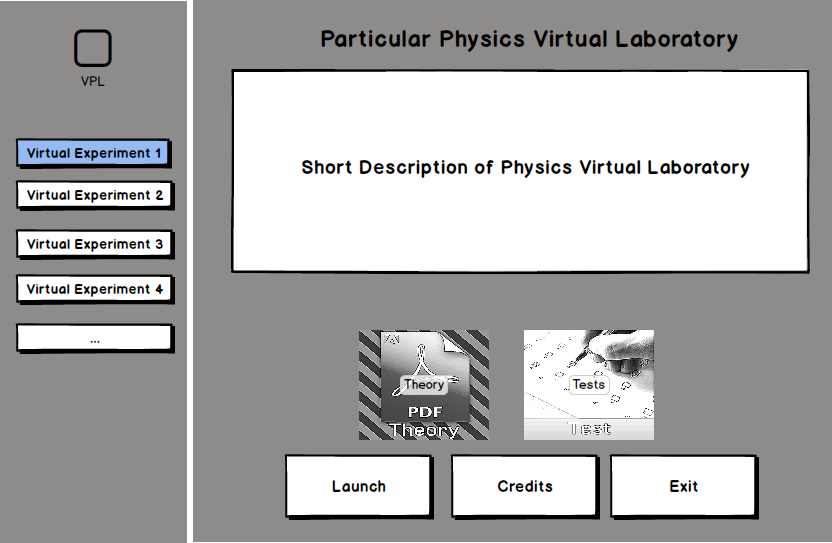 VPL
Virtual Experiment 1
Virtual Experiment 2
Virtual Experiment 3
Virtual Experiment 4
...
Particular Physics Virtual Laboratory
Short Description of Physics Virtual Laboratory
Theory
PDF
Theory
Tests
Test
Launch
Credits
Exit